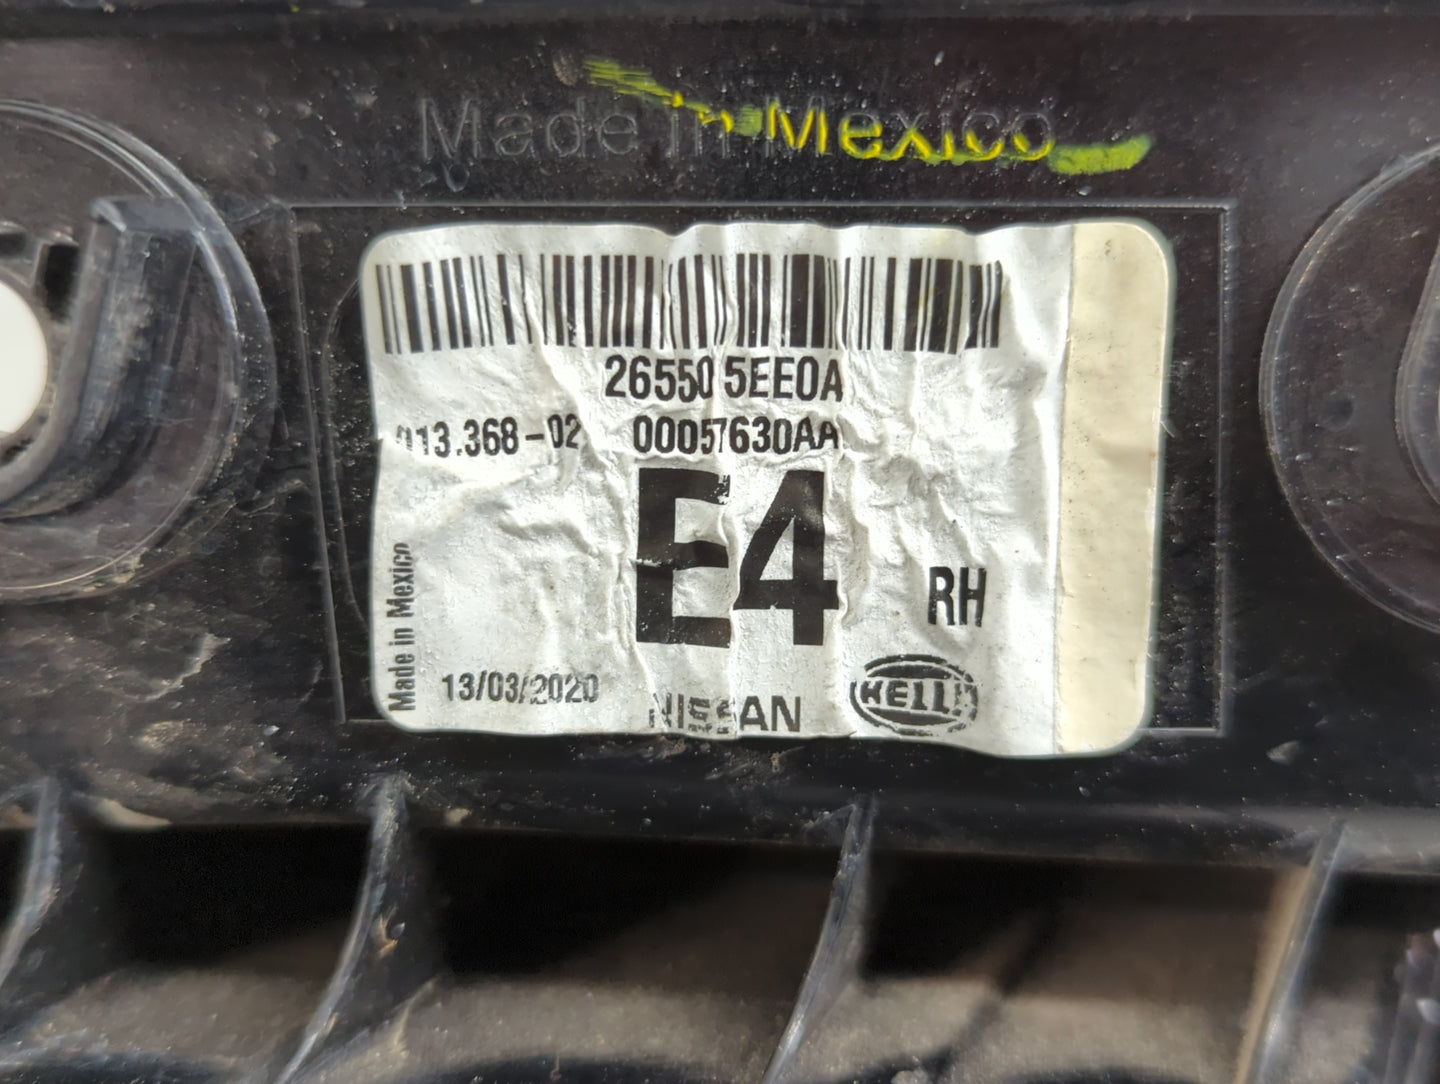 Made in Mexico
26550 5EE0A
013.368-02 00057630AA
E4
RH
Made in Mexico
13/03/2020
NISSAN
HELLA